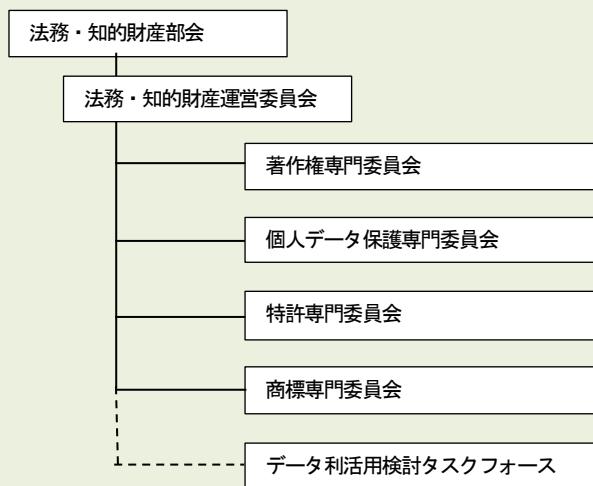 法務・知的財産部会
法務・知的財産運営委員会
著作権専門委員会
個人データ保護専門委員会
特許専門委員会
商標専門委員会
データ利活用検討タスクフォース